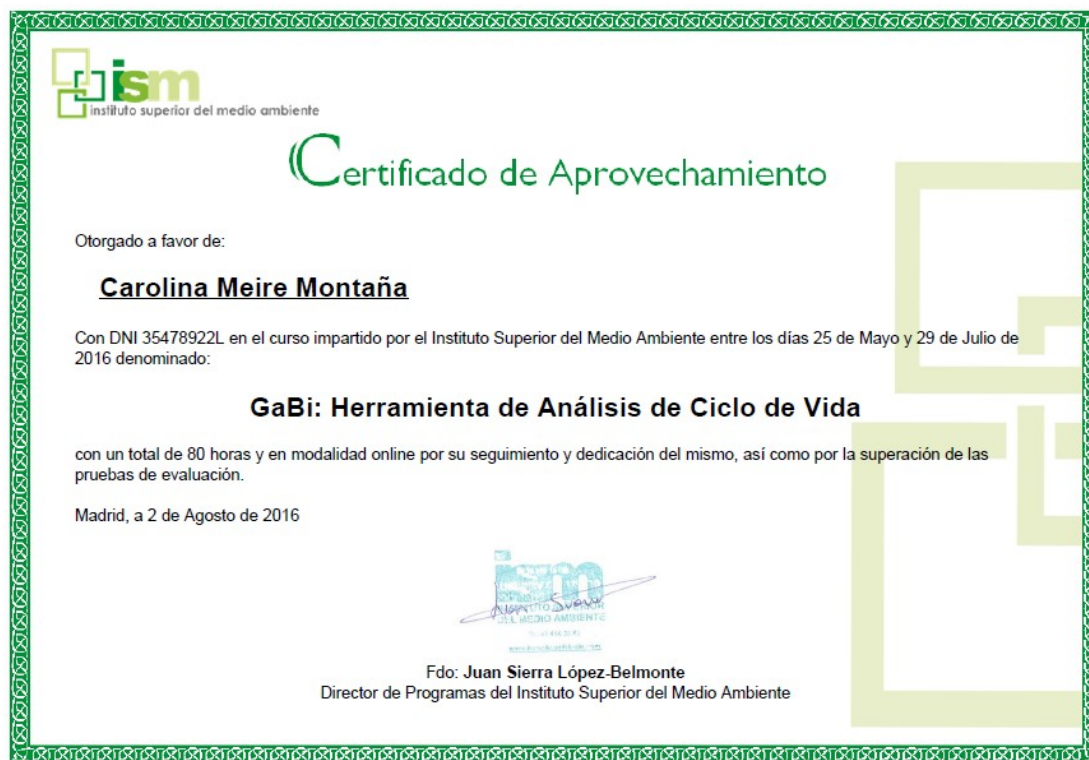 ism
instituto superior del medio ambiente
Certificado de Aprovechamiento
Otorgado a favor de:
Carolina Meire Montaña
Con DNI 35478922L en el curso impartido por el Instituto Superior del Medio Ambiente entre los días 25 de Mayo y 29 de Julio de
2016 denominado:
GaBi: Herramienta de Análisis de Ciclo de Vida
con un total de 80 horas y en modalidad online por su seguimiento y dedicación del mismo, así como por la superación de las
pruebas de evaluación.
Madrid, a 2 de Agosto de 2016
ism
INSTITUTO SUPERIOR
DEL MEDIO AMBIENTE
Fdo: Juan Sierra López-Belmonte
Director de Programas del Instituto Superior del Medio Ambiente